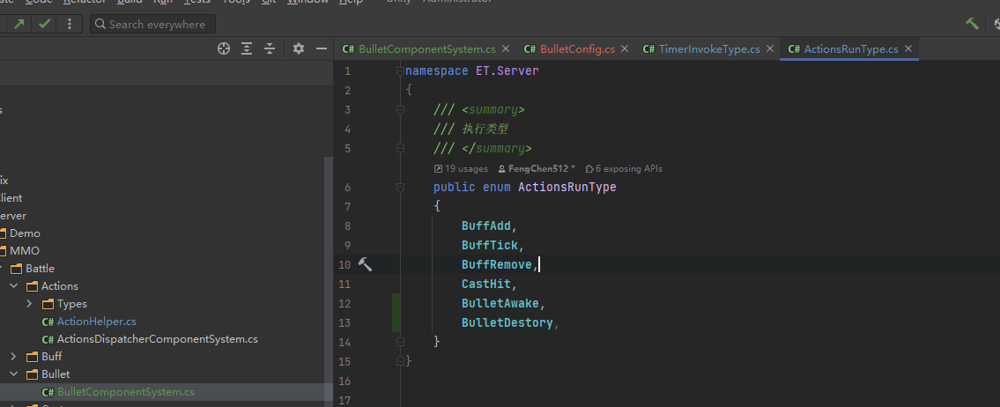 Code Refactor Build Run Tests Tools Git Window Help Unity - Administrator
Search everywhere
C# BulletComponentSystem.cs × C# BulletConfig.cs × C# TimerInvokeType.cs × C# ActionsRunType.cs ×
1 namespace ET.Server
2 {
3 /// <summary>
4 /// 执行类型
5 /// </summary>
19 usages FengChen512 * 6 exposing APIs
6 public enum ActionsRunType
7 {
8 BuffAdd,
9 BuffTick,
10 BuffRemove,
11 CastHit,
12 BulletAwake,
13 BulletDestory,
14 }
15 }
16
17
s
ix
Client
erver
Demo
MMO
Battle
Actions
Types
C# ActionHelper.cs
C# ActionsDispatcherComponentSystem.cs
Buff
Bullet
C# BulletComponentSystem.cs